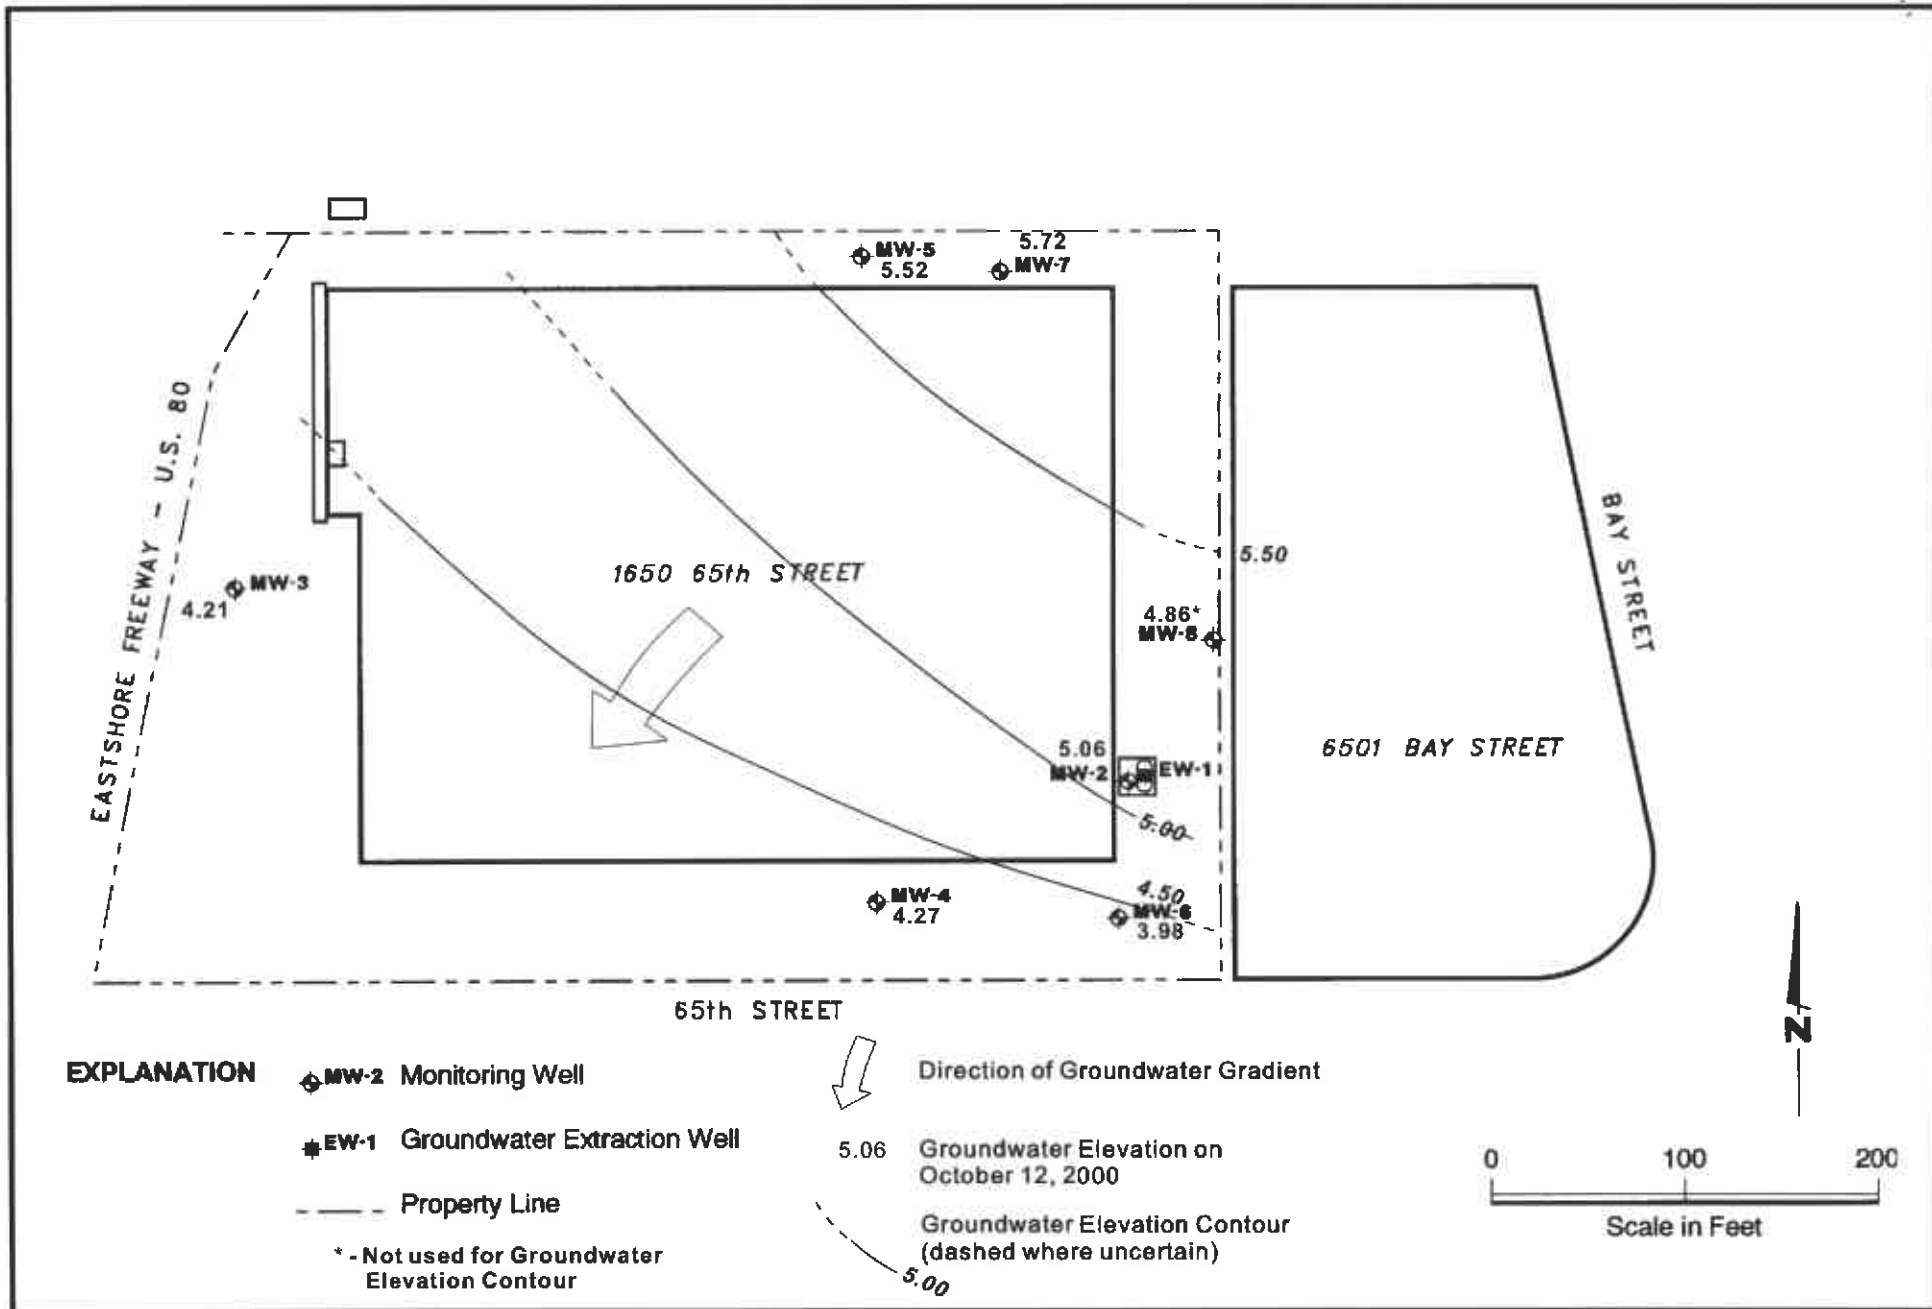 5.72
MW-5
5.52
MW-7
EASTSHORE FREEWAY - U.S. 80
BAY STREET
5.50
1650 65th STREET
MW-3
4.21
4.86*
MW-8
5.06
MW-2
EW-1
6501 BAY STREET
5.00
4.50
MW-4
4.27
MW-6
3.98
65th STREET
N
EXPLANATION
MW-2 Monitoring Well
EW-1 Groundwater Extraction Well
Property Line
* - Not used for Groundwater
Elevation Contour
Direction of Groundwater Gradient
5.06 Groundwater Elevation on
October 12, 2000
Groundwater Elevation Contour
(dashed where uncertain)
5.00
0 100 200
Scale in Feet